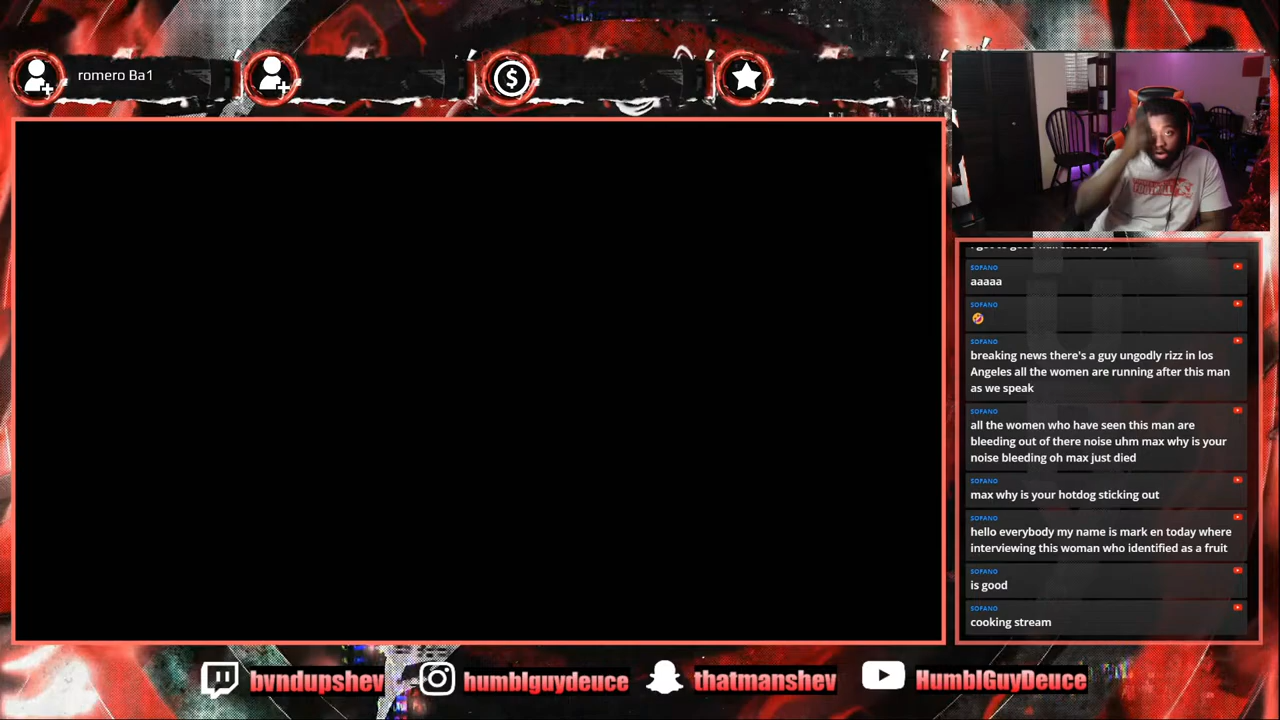 romero Ba1
SOFANO
aaaaa
SOFANO
SOFANO
breaking news there's a guy ungodly rizz in los
Angeles all the women are running after this man
as we speak
SOFANO
all the women who have seen this man are
bleeding out of there noise uhm max why is your
noise bleeding oh max just died
SOFANO
max why is your hotdog sticking out
SOFANO
hello everybody my name is mark en today where
interviewing this woman who identified as a fruit
SOFANO
is good
SOFANO
cooking stream
bvndupshev
humblguydeuce
thatmanshev
HumblGuyDeuce